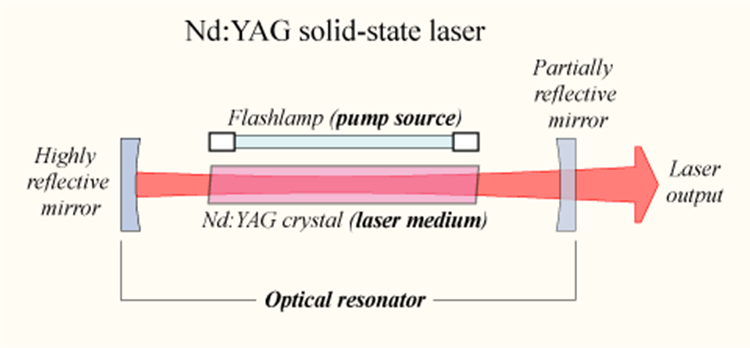 Nd:YAG solid-state laser
Partially
reflective
mirror
Flashlamp (pump source)
Highly
reflective
mirror
Laser
output
Nd:YAG crystal (laser medium)
Optical resonator